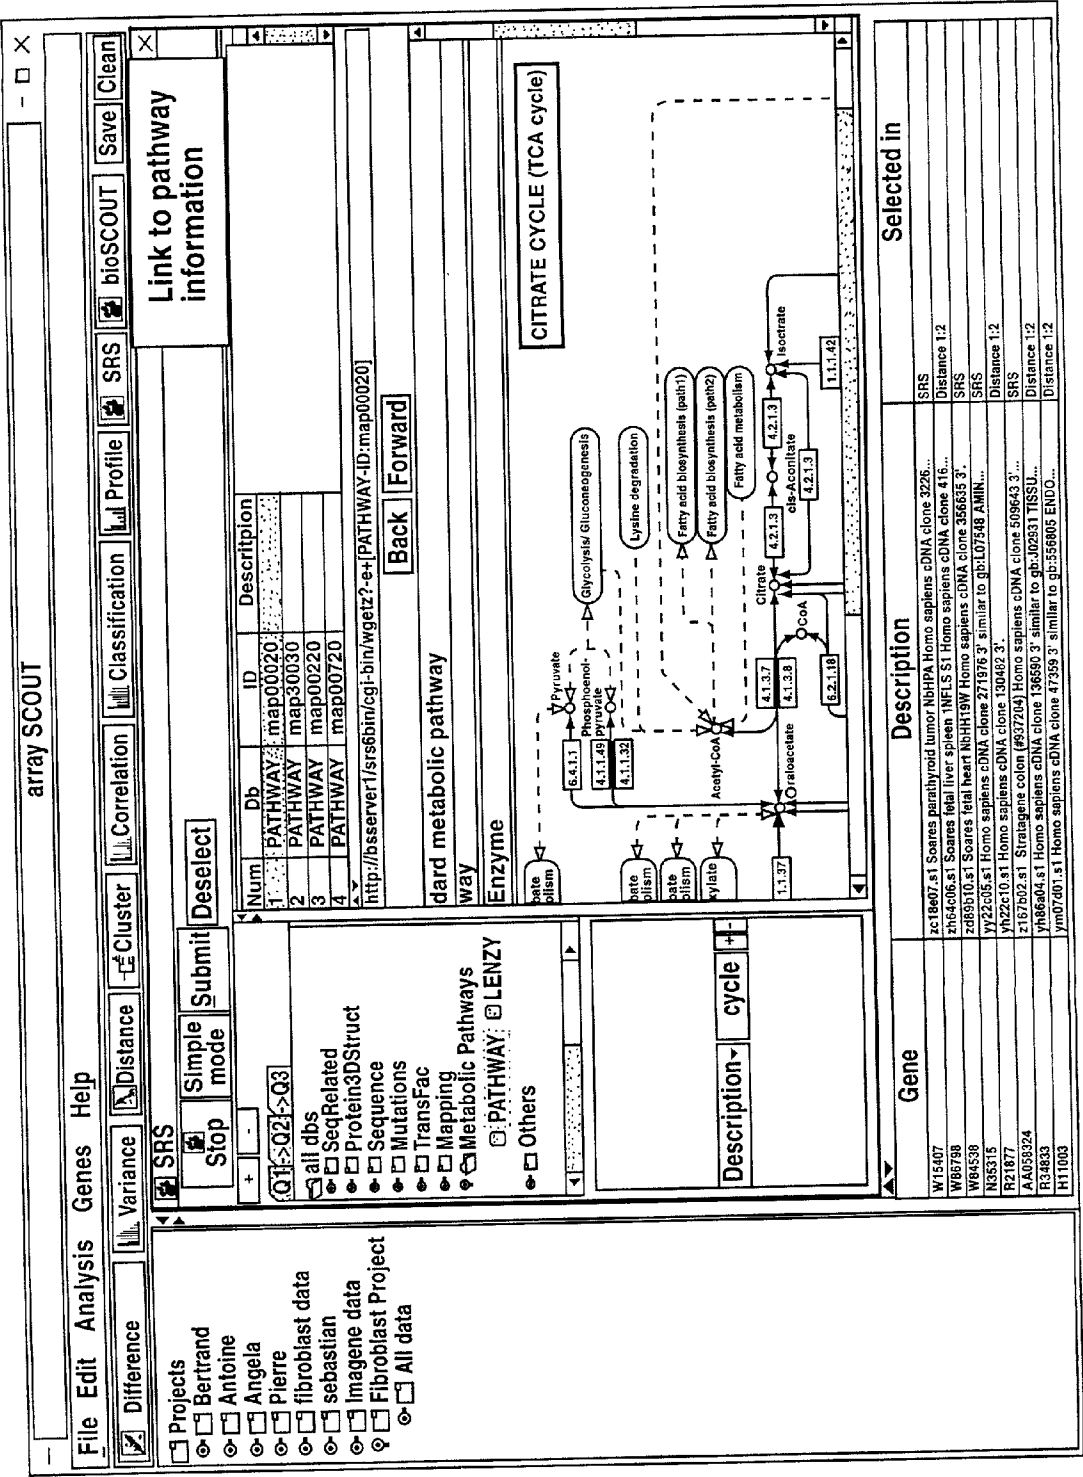 array SCOUT
File Edit Analysis Genes Help
Difference Variance Distance Cluster Correlation Classification Profile SRS bioSCOUT Save Clean
Projects
Bertrand
Antoine
Angela
Pierre
fibroblast data
sebastian
Imagene data
Fibroblast Project
All data
SRS
Stop Simple mode Submit Deselect
Link to pathway
information
+ -
Q1->Q2->Q3
all dbs
SeqRelated
Protein3DStruct
Sequence
Mutations
TransFac
Mapping
Metabolic Pathways
PATHWAY LENZY
Others
Description cycle + -
Num Db ID Descritpion
1 PATHWAY map00020
2 PATHWAY map30030
3 PATHWAY map00220
4 PATHWAY map00720
http://bsserver1/srs6bin/cgi-bin/wgetz?-e+[PATHWAY-ID:map00020]
Back Forward
dard metabolic pathway
way
Enzyme
CITRATE CYCLE (TCA cycle)
bate
olism
bate
olism
bate
olism
xylate
6.4.1.1
Pyruvate
Phosphoenol-
pyruvate
4.1.1.49
4.1.1.32
Glycolysis/ Gluconeogenesis
Lysine degradation
Fatty acid biosynthesis (path1)
Fatty acid biosynthesis (path2)
Fatty acid metabolism
Acetyl-CoA
4.1.3.7
4.1.3.8
Citrate
4.2.1.3
cis-Aconitate
4.2.1.3
Isoctrate
4.2.1.3
CoA
6.2.1.18
1.1.1.42
1.1.37
Oraloacetate
Gene Description Selected in
W15407 zc18e07.s1 Soares parathyroid tumor NbHPA Homo sapiens cDNA clone 3226... SRS
W86798 zh64c06.s1 Soares fetal liver spleen 1NFLS S1 Homo sapiens cDNA clone 416... Distance 1:2
W84538 zd89b10.s1 Soares fetal heart NbHH19W Homo sapiens cDNA clone 356635 3'. SRS
N35315 yy22c05.s1 Homo sapiens cDNA clone 271976 3' similar to gb:L07548 AMIN... SRS
R21877 yh22c10.s1 Homo sapiens cDNA clone 130482 3'. Distance 1:2
AA058324 z167b02.s1 Stratagene colon (#937204) Homo sapiens cDNA clone 509643 3'... SRS
R34833 yh86a04.s1 Homo sapiens cDNA clone 136590 3' similar to gb:J02931 TISSU... Distance 1:2
H11003 ym07d01.s1 Homo sapiens cDNA clone 47359 3' similar to gb:556805 ENDO... Distance 1:2